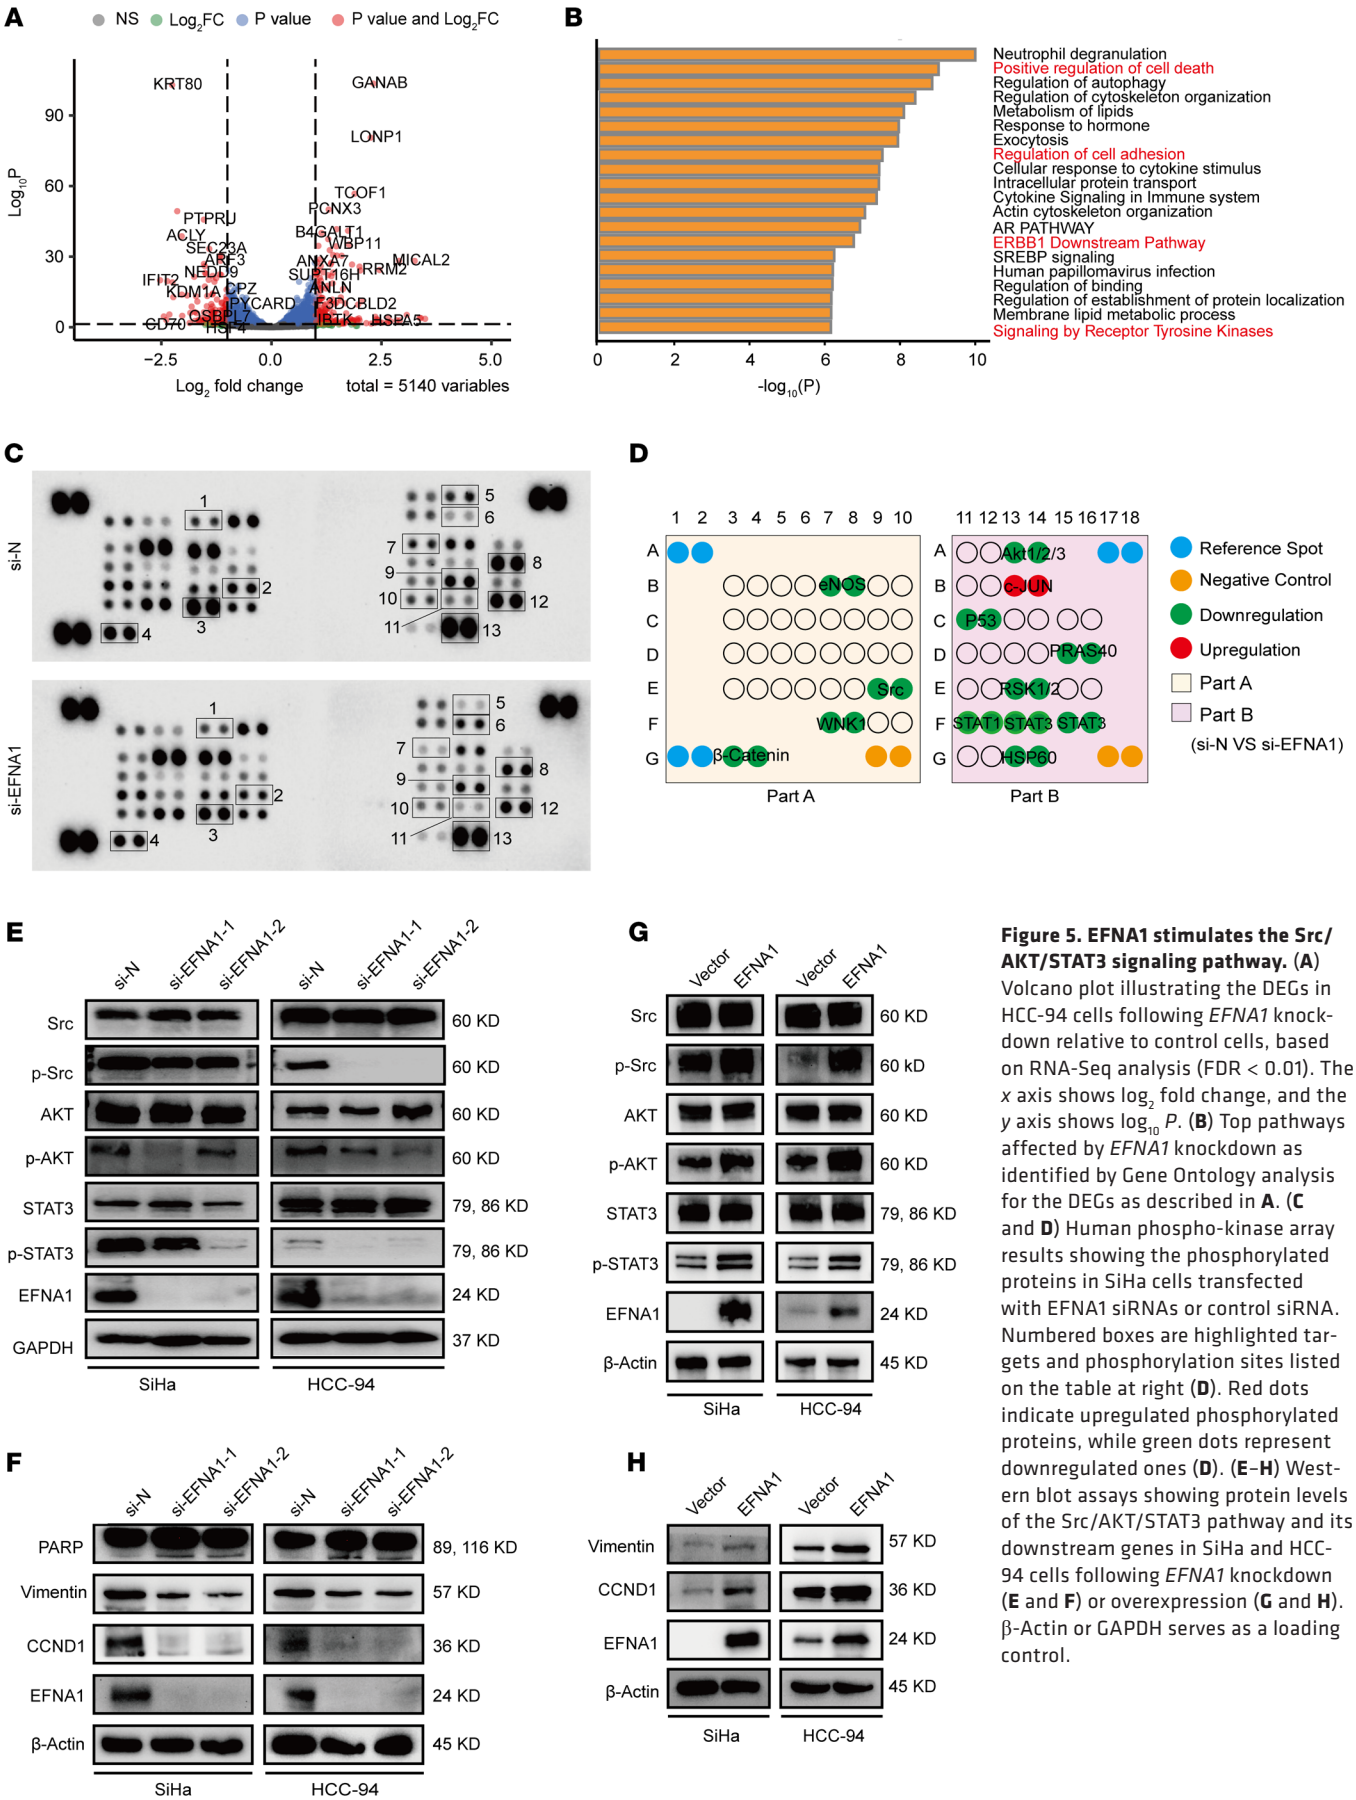 A
NS
Log2FC
P value
P value and Log2FC
KRT80
GANAB
LONP1
TCOF1
PCNX3
PTPRU
ACLY
B4GALT1
WBP11
SEC23A
ARF3
ANXA7
MICAL2
NEDD9
RRM2
IFIT2
SUPT16H
KDM1A
CPZ
ANLN
PYCARD
F3
DCBLD2
OSBPL7
IBTK
HSPA5
CD70
HSF4
Log10P
90
60
30
0
−2.5
0.0
2.5
5.0
Log2 fold change
total = 5140 variables
B
Neutrophil degranulation
Positive regulation of cell death
Regulation of autophagy
Regulation of cytoskeleton organization
Metabolism of lipids
Response to hormone
Exocytosis
Regulation of cell adhesion
Cellular response to cytokine stimulus
Intracellular protein transport
Cytokine Signaling in Immune system
Actin cytoskeleton organization
AR PATHWAY
ERBB1 Downstream Pathway
SREBP signaling
Human papillomavirus infection
Regulation of binding
Regulation of establishment of protein localization
Membrane lipid metabolic process
Signaling by Receptor Tyrosine Kinases
0 2 4 6 8 10
-log10(P)
C
si-N
1
2
3
4
5
6
7
8
9
10
11
12
13
si-EFNA1
1
2
3
4
5
6
7
8
9
10
11
12
13
D
1 2 3 4 5 6 7 8 9 10
11 12 13 14 15 16 17 18
A
B
C
D
E
F
G
eNOS
Src
WNK1
β-Catenin
Part A
A
B
C
D
E
F
G
Akt1/2/3
c-JUN
P53
PRAS40
RSK1/2
STAT1 STAT3 STAT3
HSP60
Part B
Reference Spot
Negative Control
Downregulation
Upregulation
Part A
Part B
(si-N VS si-EFNA1)
E
si-N si-EFNA1-1 si-EFNA1-2
si-N si-EFNA1-1 si-EFNA1-2
Src 60 KD
p-Src 60 KD
AKT 60 KD
p-AKT 60 KD
STAT3 79, 86 KD
p-STAT3 79, 86 KD
EFNA1 24 KD
GAPDH 37 KD
SiHa HCC-94
G
Vector EFNA1 Vector EFNA1
Src 60 KD
p-Src 60 kD
AKT 60 KD
p-AKT 60 KD
STAT3 79, 86 KD
p-STAT3 79, 86 KD
EFNA1 24 KD
β-Actin 45 KD
SiHa HCC-94
F
si-N si-EFNA1-1 si-EFNA1-2
si-N si-EFNA1-1 si-EFNA1-2
PARP 89, 116 KD
Vimentin 57 KD
CCND1 36 KD
EFNA1 24 KD
β-Actin 45 KD
SiHa HCC-94
H
Vector EFNA1 Vector EFNA1
Vimentin 57 KD
CCND1 36 KD
EFNA1 24 KD
β-Actin 45 KD
SiHa HCC-94
Figure 5. EFNA1 stimulates the Src/
AKT/STAT3 signaling pathway. (A)
Volcano plot illustrating the DEGs in
HCC-94 cells following EFNA1 knock-
down relative to control cells, based
on RNA-Seq analysis (FDR < 0.01). The
x axis shows log2 fold change, and the
y axis shows log10 P. (B) Top pathways
affected by EFNA1 knockdown as
identified by Gene Ontology analysis
for the DEGs as described in A. (C
and D) Human phospho-kinase array
results showing the phosphorylated
proteins in SiHa cells transfected
with EFNA1 siRNAs or control siRNA.
Numbered boxes are highlighted tar-
gets and phosphorylation sites listed
on the table at right (D). Red dots
indicate upregulated phosphorylated
proteins, while green dots represent
downregulated ones (D). (E–H) West-
ern blot assays showing protein levels
of the Src/AKT/STAT3 pathway and its
downstream genes in SiHa and HCC-
94 cells following EFNA1 knockdown
(E and F) or overexpression (G and H).
β-Actin or GAPDH serves as a loading
control.